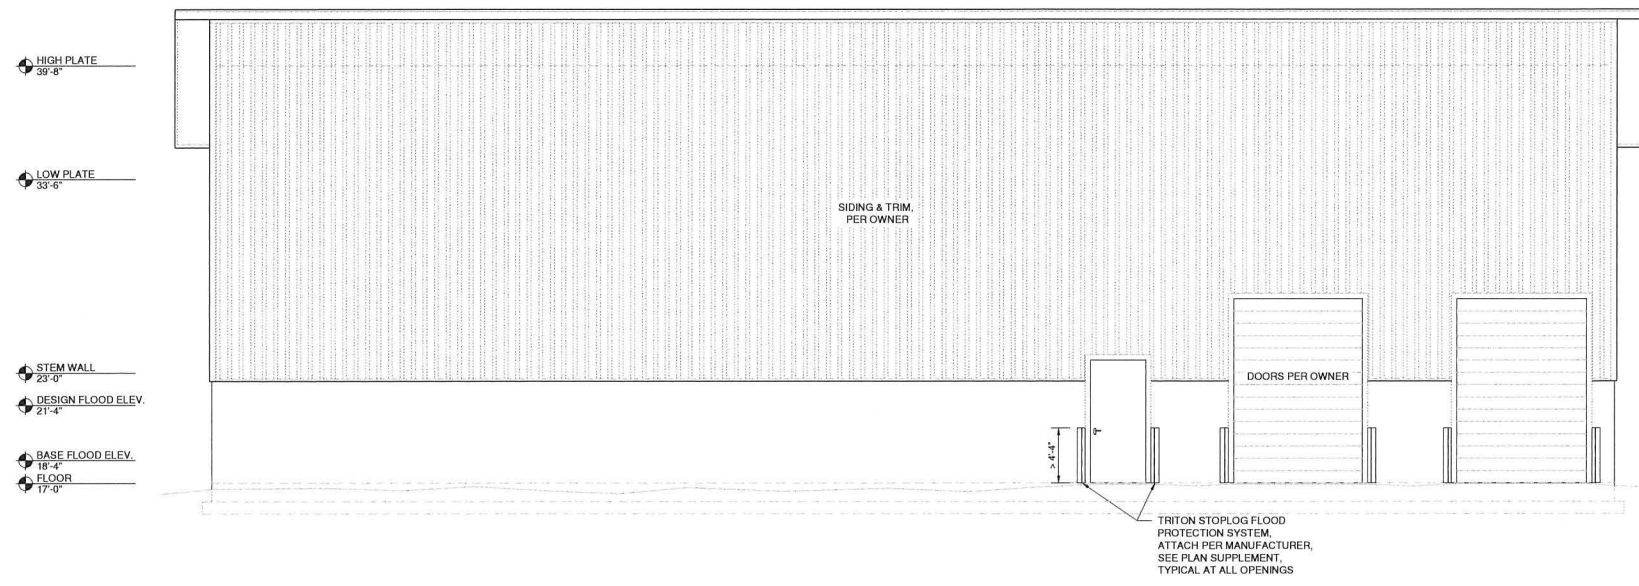 HIGH PLATE
39'-8"
LOW PLATE
33'-6"
SIDING & TRIM,
PER OWNER
STEM WALL
23'-0"
DOORS PER OWNER
DESIGN FLOOD ELEV.
21'-4"
> 4'-4"
BASE FLOOD ELEV.
18'-4"
FLOOR
17'-0"
TRITON STOPLOG FLOOD
PROTECTION SYSTEM,
ATTACH PER MANUFACTURER,
SEE PLAN SUPPLEMENT,
TYPICAL AT ALL OPENINGS